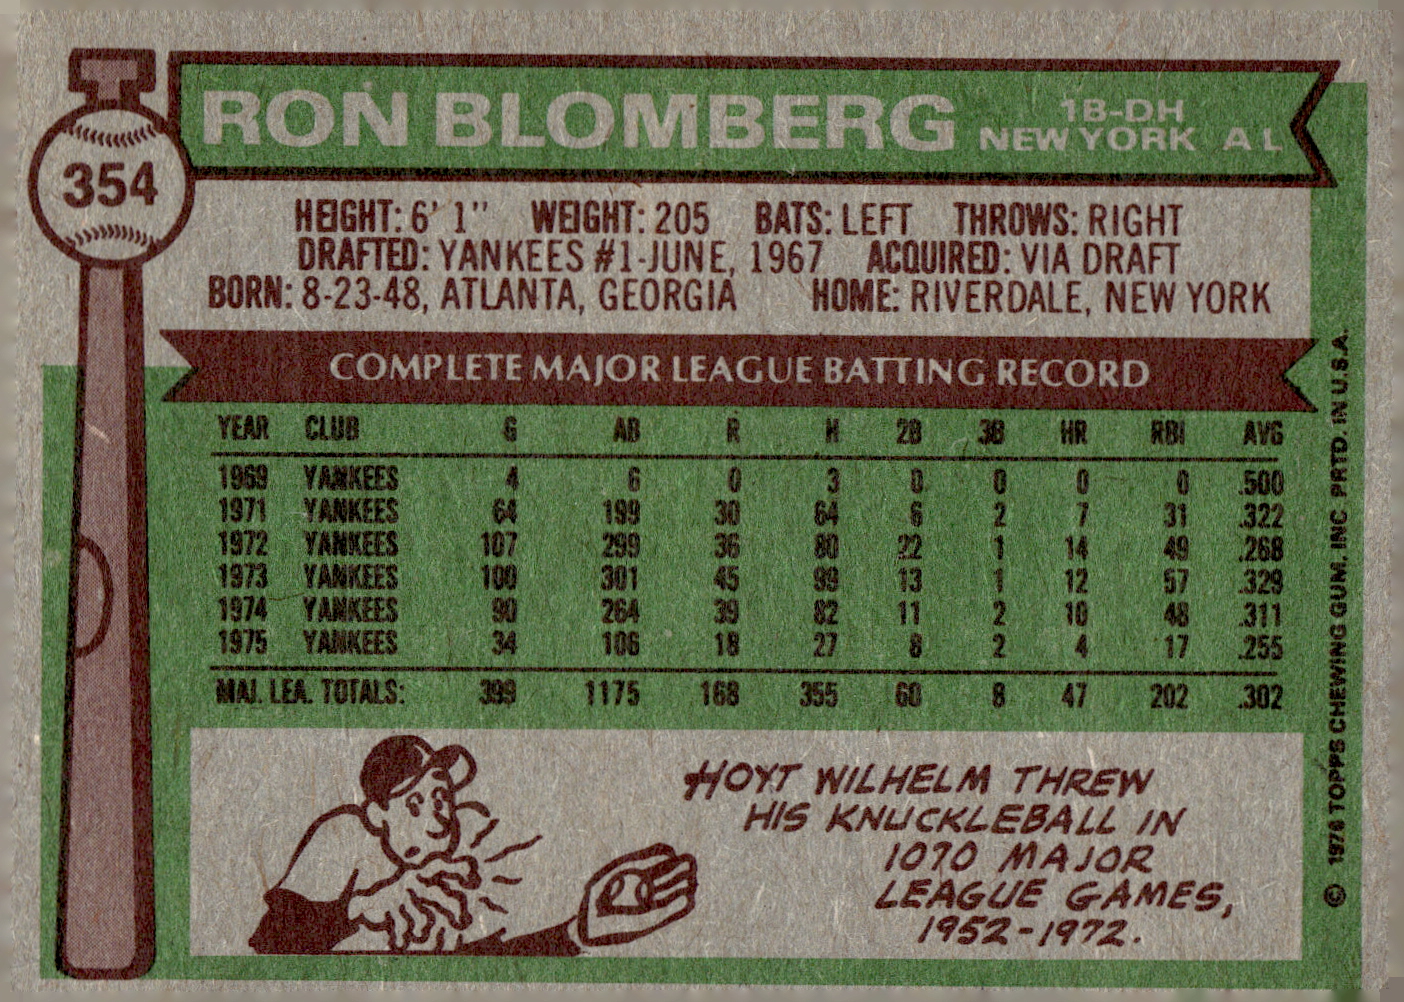 354
RON BLOMBERG 1B-DH
NEW YORK A L
HEIGHT: 6' 1" WEIGHT: 205 BATS: LEFT THROWS: RIGHT
DRAFTED: YANKEES #1-JUNE, 1967 ACQUIRED: VIA DRAFT
BORN: 8-23-48, ATLANTA, GEORGIA HOME: RIVERDALE, NEW YORK
COMPLETE MAJOR LEAGUE BATTING RECORD
YEAR CLUB G AB R H 2B 3B HR RBI AVG
1969 YANKEES 4 6 0 3 0 0 0 0 .500
1971 YANKEES 64 199 30 64 6 2 7 31 .322
1972 YANKEES 107 299 36 80 22 1 14 49 .268
1973 YANKEES 100 301 45 99 13 1 12 57 .329
1974 YANKEES 90 264 39 82 11 2 10 48 .311
1975 YANKEES 34 106 18 27 8 2 4 17 .255
MAJ. LEA. TOTALS: 399 1175 168 355 60 8 47 202 .302
HOYT WILHELM THREW
HIS KNUCKLEBALL IN
1070 MAJOR
LEAGUE GAMES,
1952-1972.
© 1976 TOPPS CHEWING GUM, INC. PRTD. IN U.S.A.